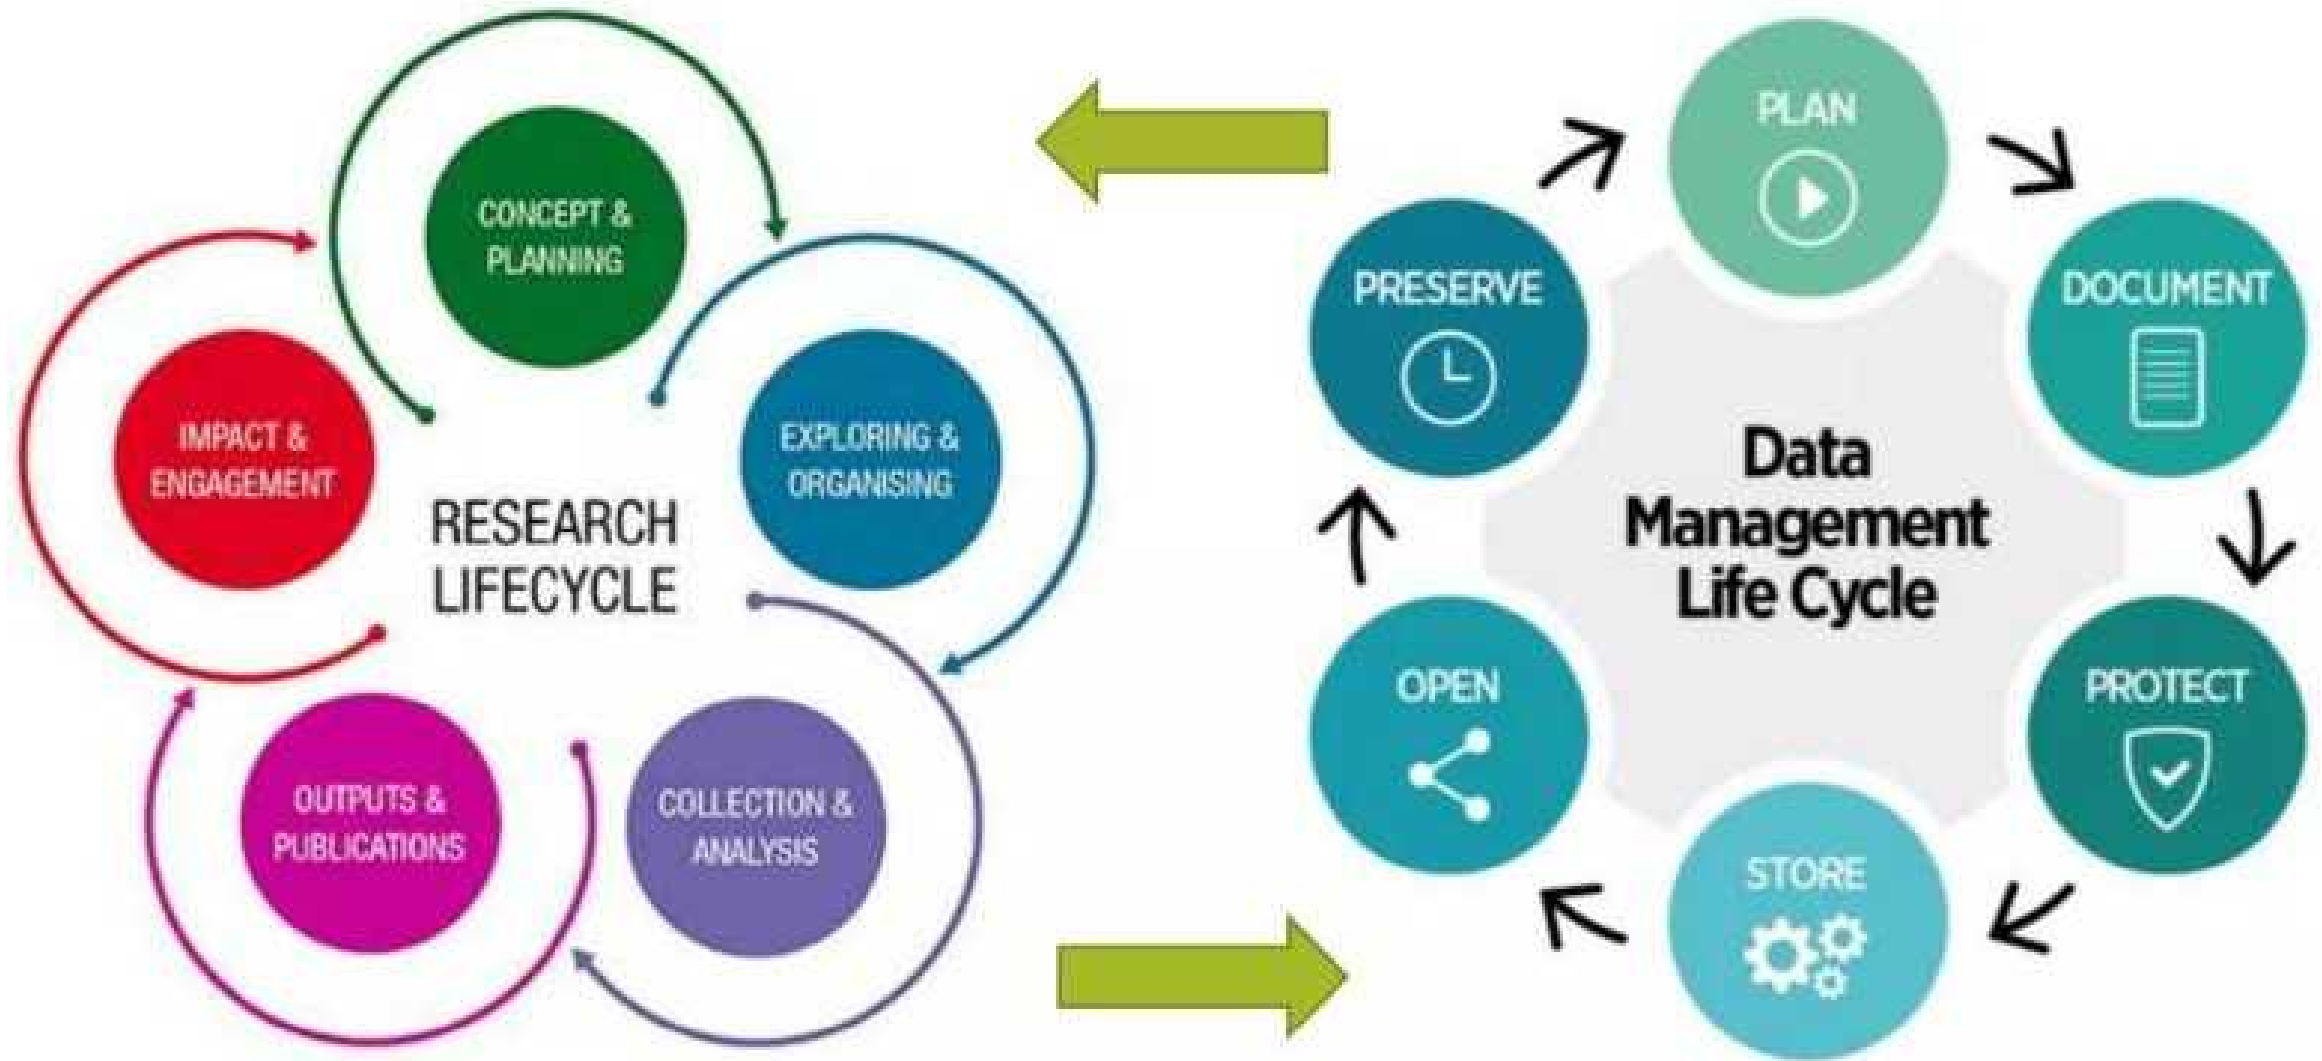 CONCEPT &
PLANNING
EXPLORING &
ORGANISING
COLLECTION &
ANALYSIS
OUTPUTS &
PUBLICATIONS
IMPACT &
ENGAGEMENT
RESEARCH
LIFECYCLE
PLAN
DOCUMENT
PROTECT
STORE
OPEN
PRESERVE
Data
Management
Life Cycle